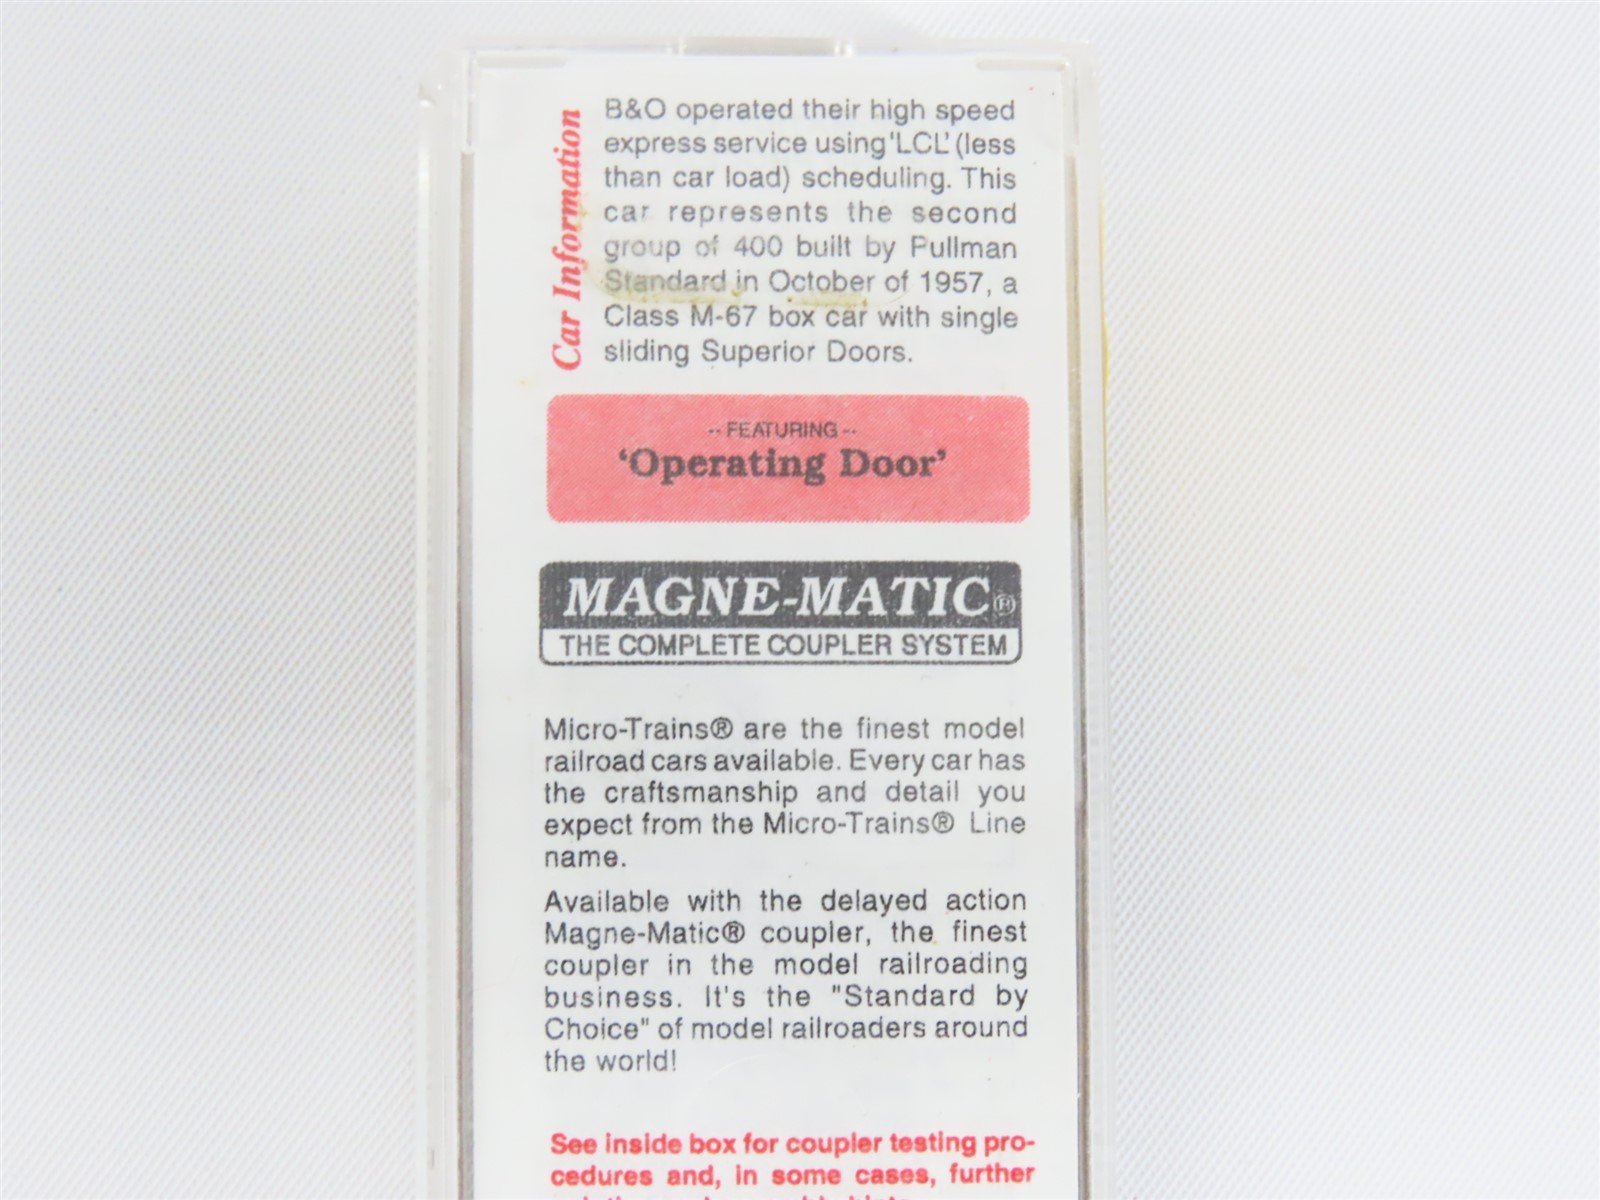 Car Information
B&O operated their high speed
express service using 'LCL' (less
than car load) scheduling. This
car represents the second
group of 400 built by Pullman
Standard in October of 1957, a
Class M-67 box car with single
sliding Superior Doors.
-- FEATURING --
'Operating Door'
MAGNE-MATIC®
THE COMPLETE COUPLER SYSTEM
Micro-Trains® are the finest model
railroad cars available. Every car has
the craftsmanship and detail you
expect from the Micro-Trains® Line
name.
Available with the delayed action
Magne-Matic® coupler, the finest
coupler in the model railroading
business. It's the "Standard by
Choice" of model railroaders around
the world!
See inside box for coupler testing pro-
cedures and, in some cases, further